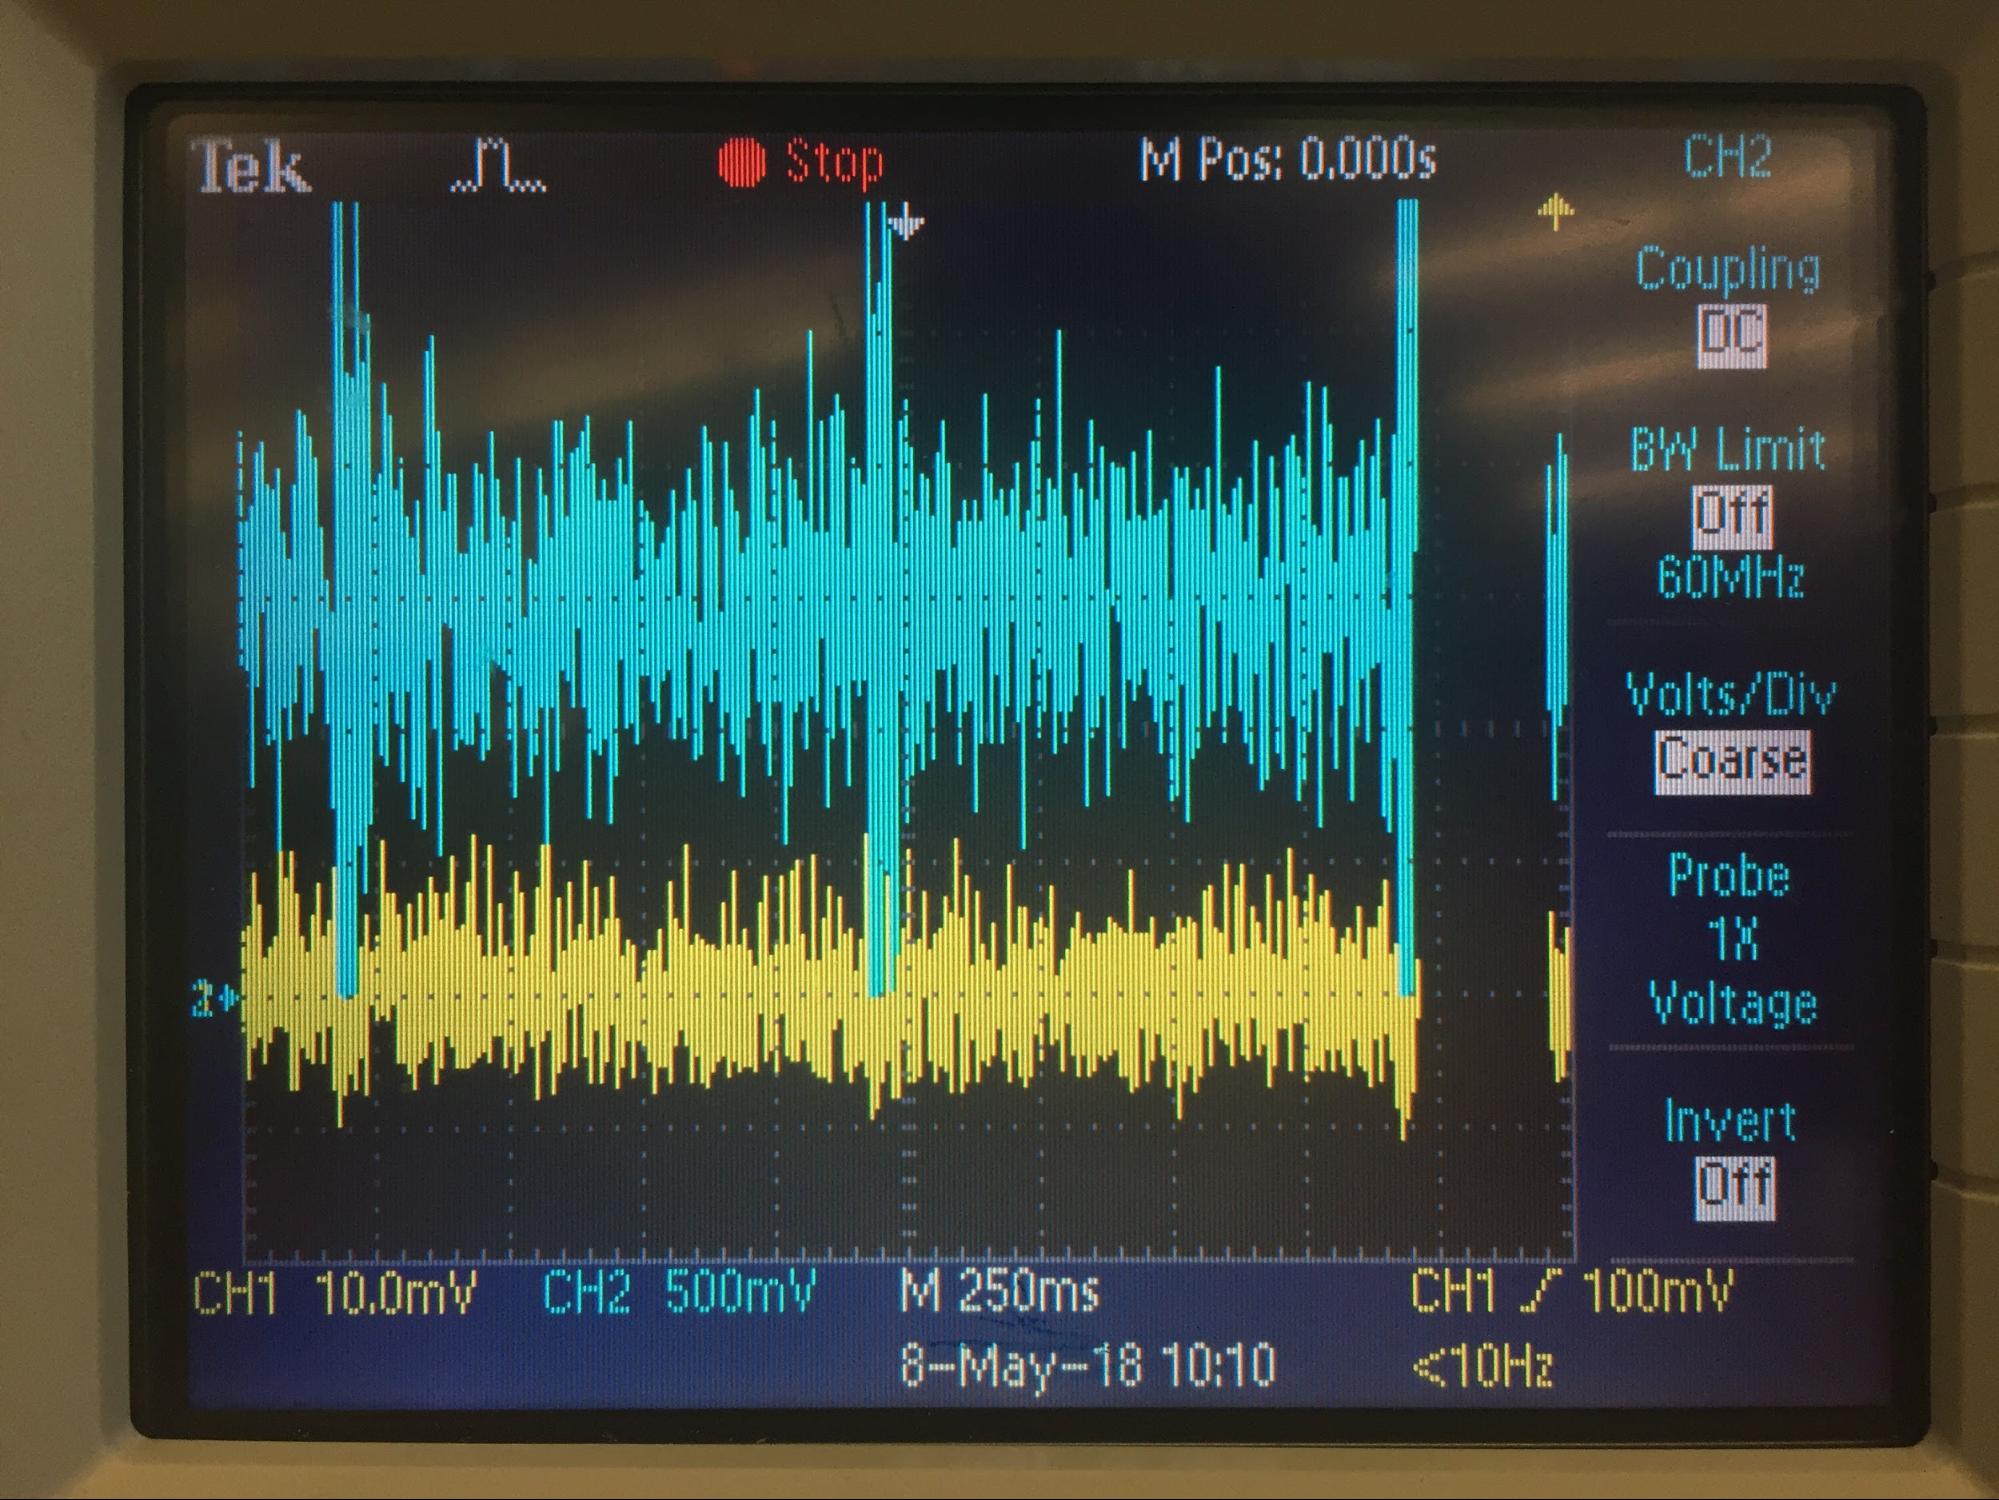 Tek Stop M Pos: 0.000s CH2
Coupling
DC
BW Limit
Off
60MHz
Volts/Div
Coarse
Probe
1X
Voltage
Invert
Off
2
CH1 10.0mV CH2 500mV M 250ms CH1 100mV
8-May-18 10:10 <10Hz